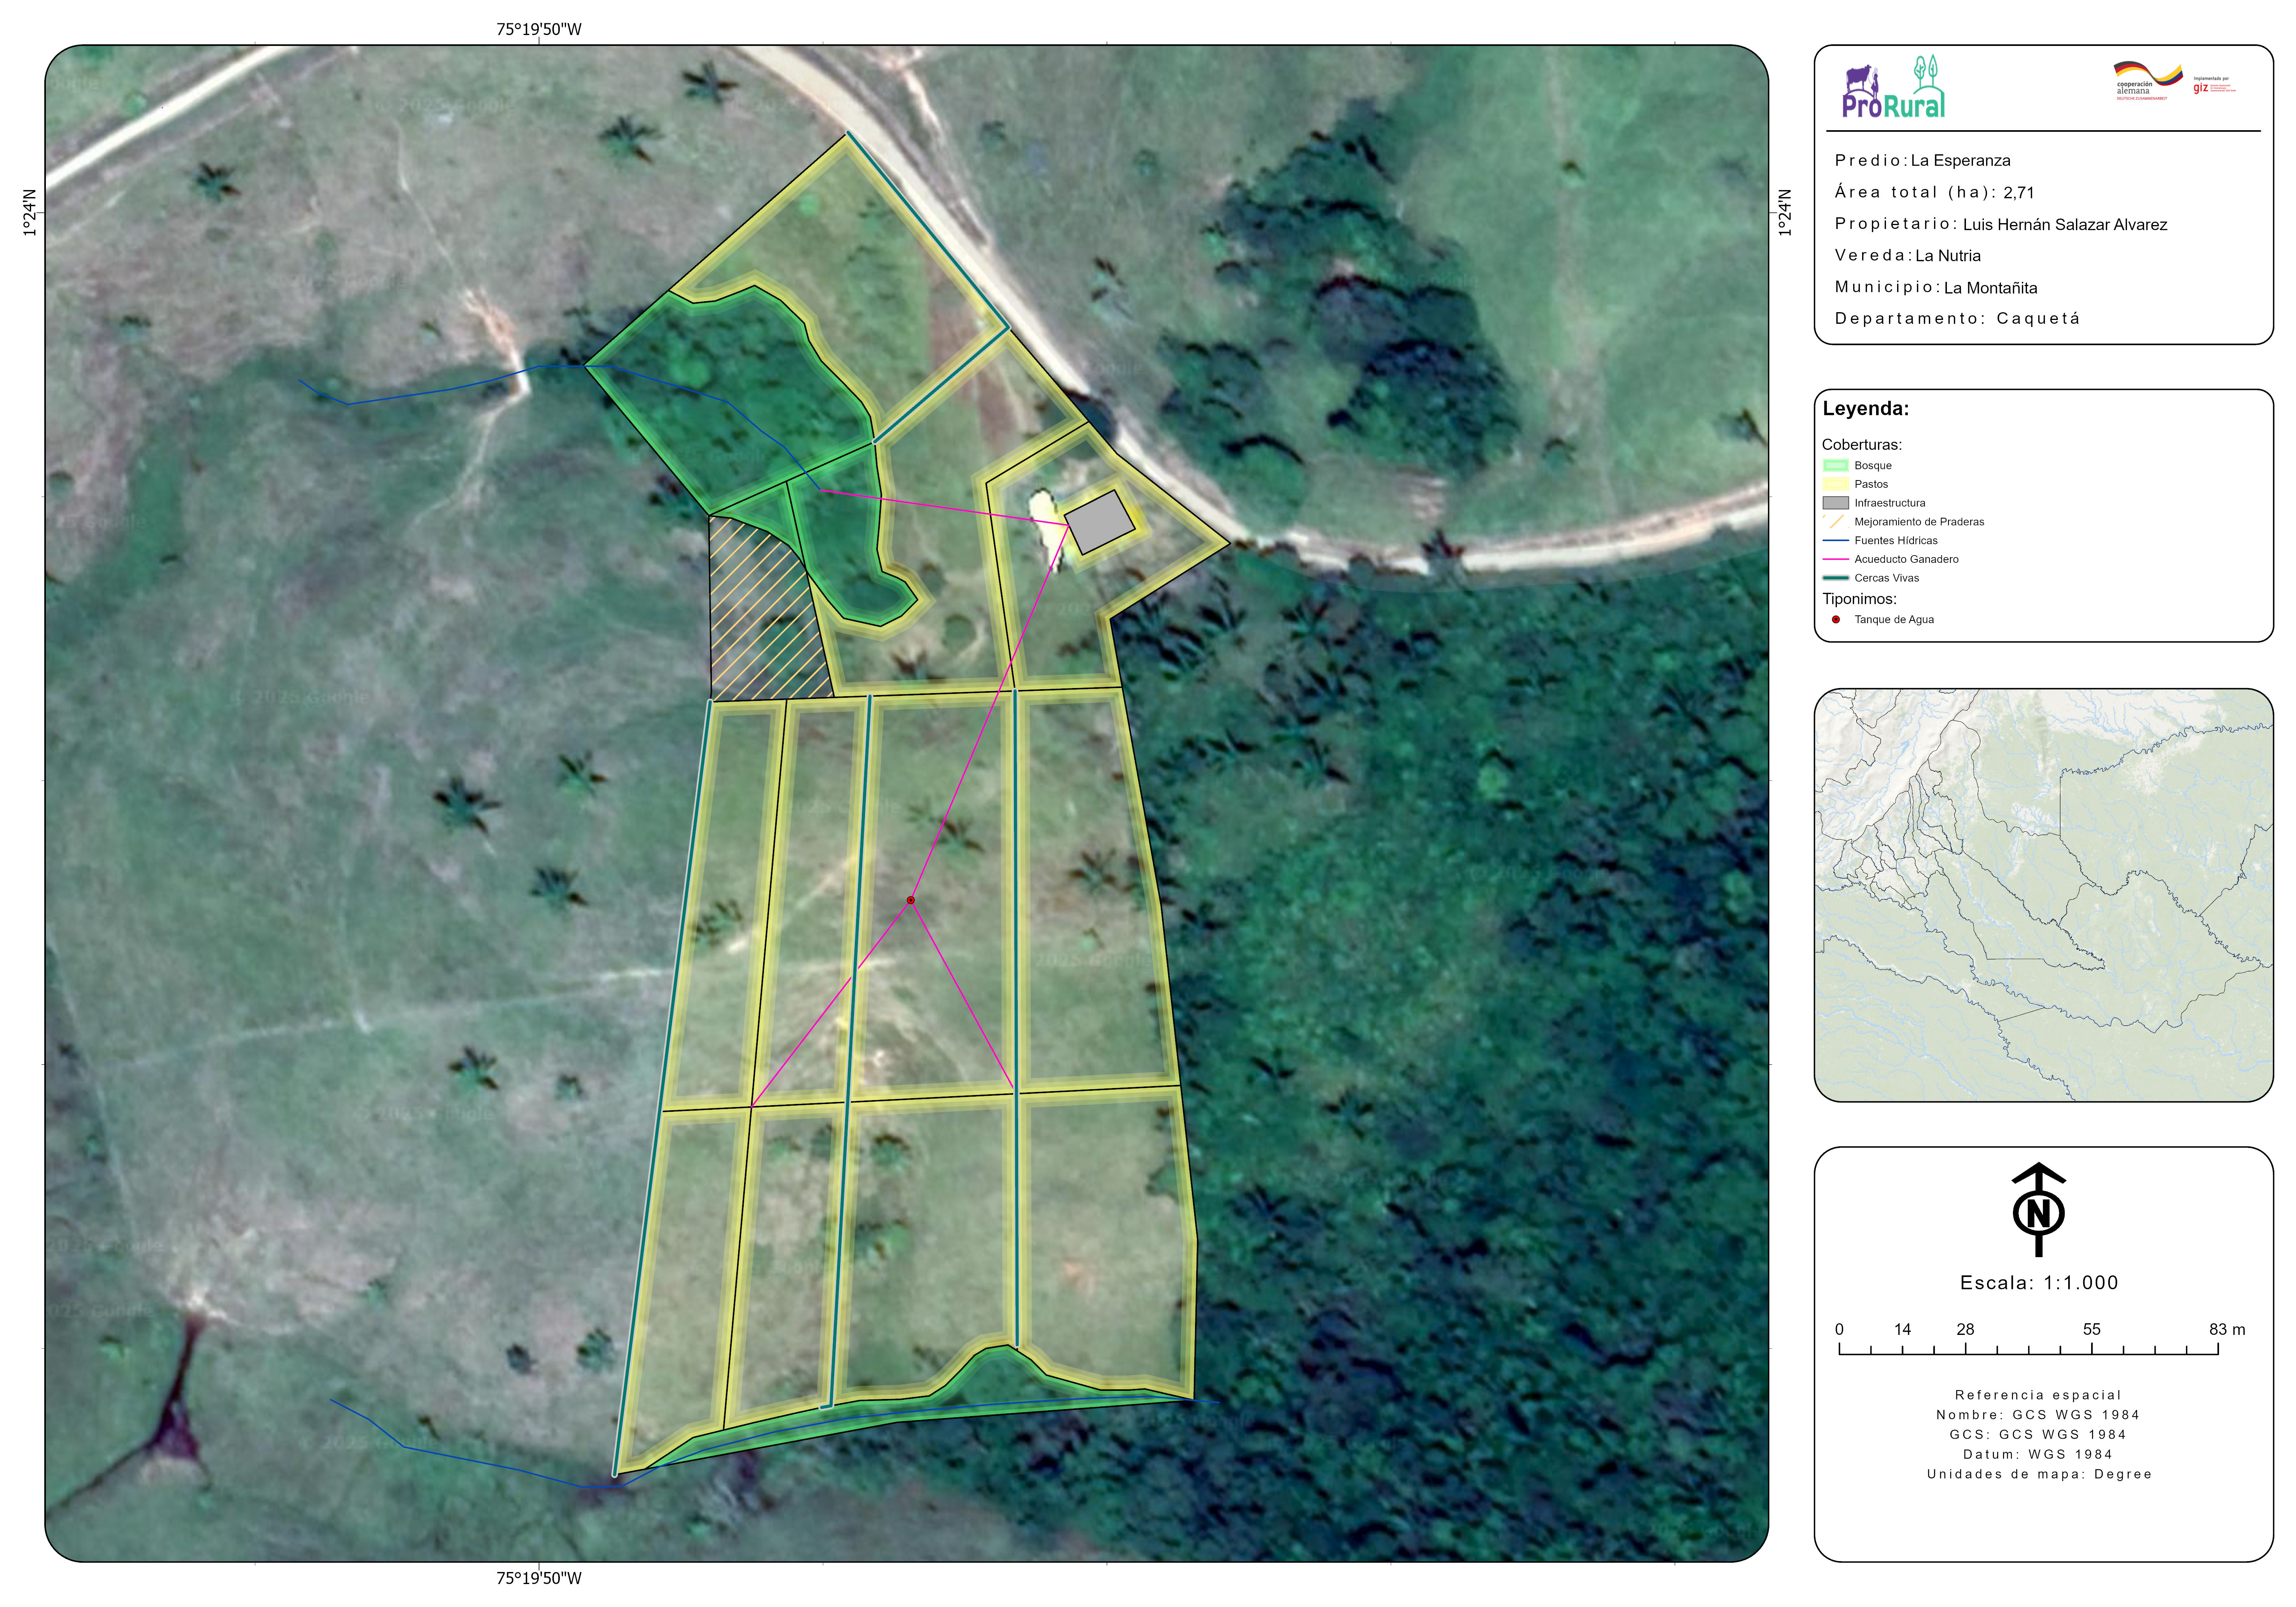 75°19'50"W
1°24'N
1°24'N
75°19'50"W
ProRural
cooperación
alemana
DEUTSCHE ZUSAMMENARBEIT
Implementado por
giz
Predio: La Esperanza
Área total (ha): 2,71
Propietario: Luis Hernán Salazar Alvarez
Vereda: La Nutria
Municipio: La Montañita
Departamento: Caquetá
Leyenda:
Coberturas:
Bosque
Pastos
Infraestructura
Mejoramiento de Praderas
Fuentes Hídricas
Acueducto Ganadero
Cercas Vivas
Tiponimos:
Tanque de Agua
N
Escala: 1:1.000
0 14 28 55 83 m
Referencia espacial
Nombre: GCS WGS 1984
GCS: GCS WGS 1984
Datum: WGS 1984
Unidades de mapa: Degree